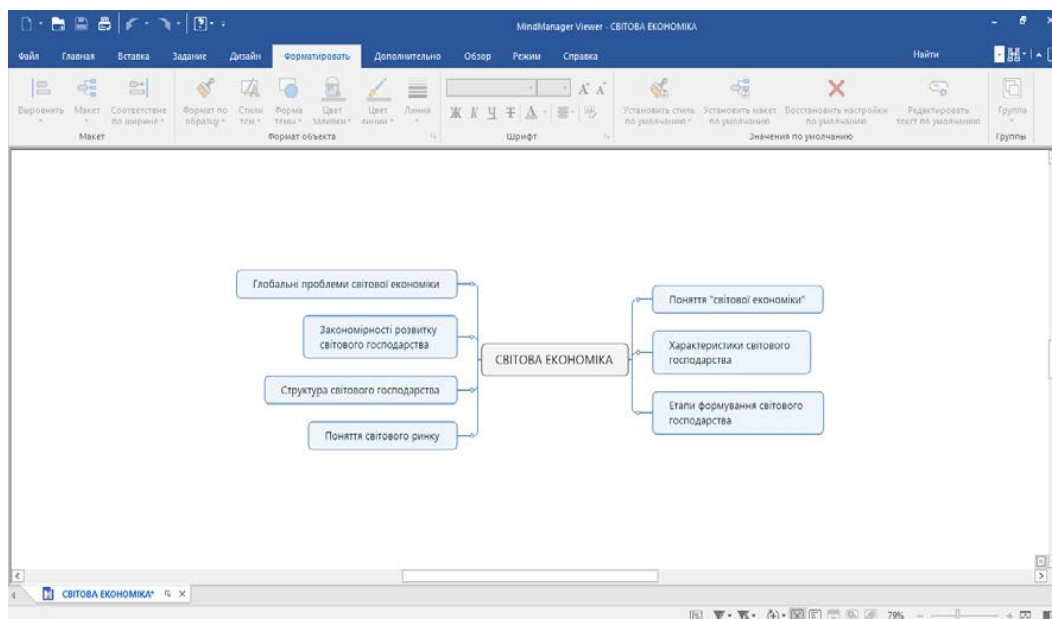 MindManager Viewer - СВІТОВА ЕКОНОМІКА
Файл Главная Вставка Задание Дизайн Форматировать Дополнительно Обзор Режим Справка Найти
Выровнять Макет Соответствие по ширине Формат по образцу Стили тем Форма темы Цвет заливки Цвет линии Линия
Ж К Ч Т А
Установить стиль по умолчанию Установить макет по умолчанию Восстановить настройки по умолчанию Редактировать текст по умолчанию Группа
Макет Формат объекта Шрифт Значения по умолчанию Группы
Глобальні проблеми світової економіки
Закономірності розвитку
світового господарства
Структура світового господарства
Поняття світового ринку
СВІТОВА ЕКОНОМІКА
Поняття "світової економіки"
Характеристики світового
господарства
Етапи формування світового
господарства
СВІТОВА ЕКОНОМІКА*
79%